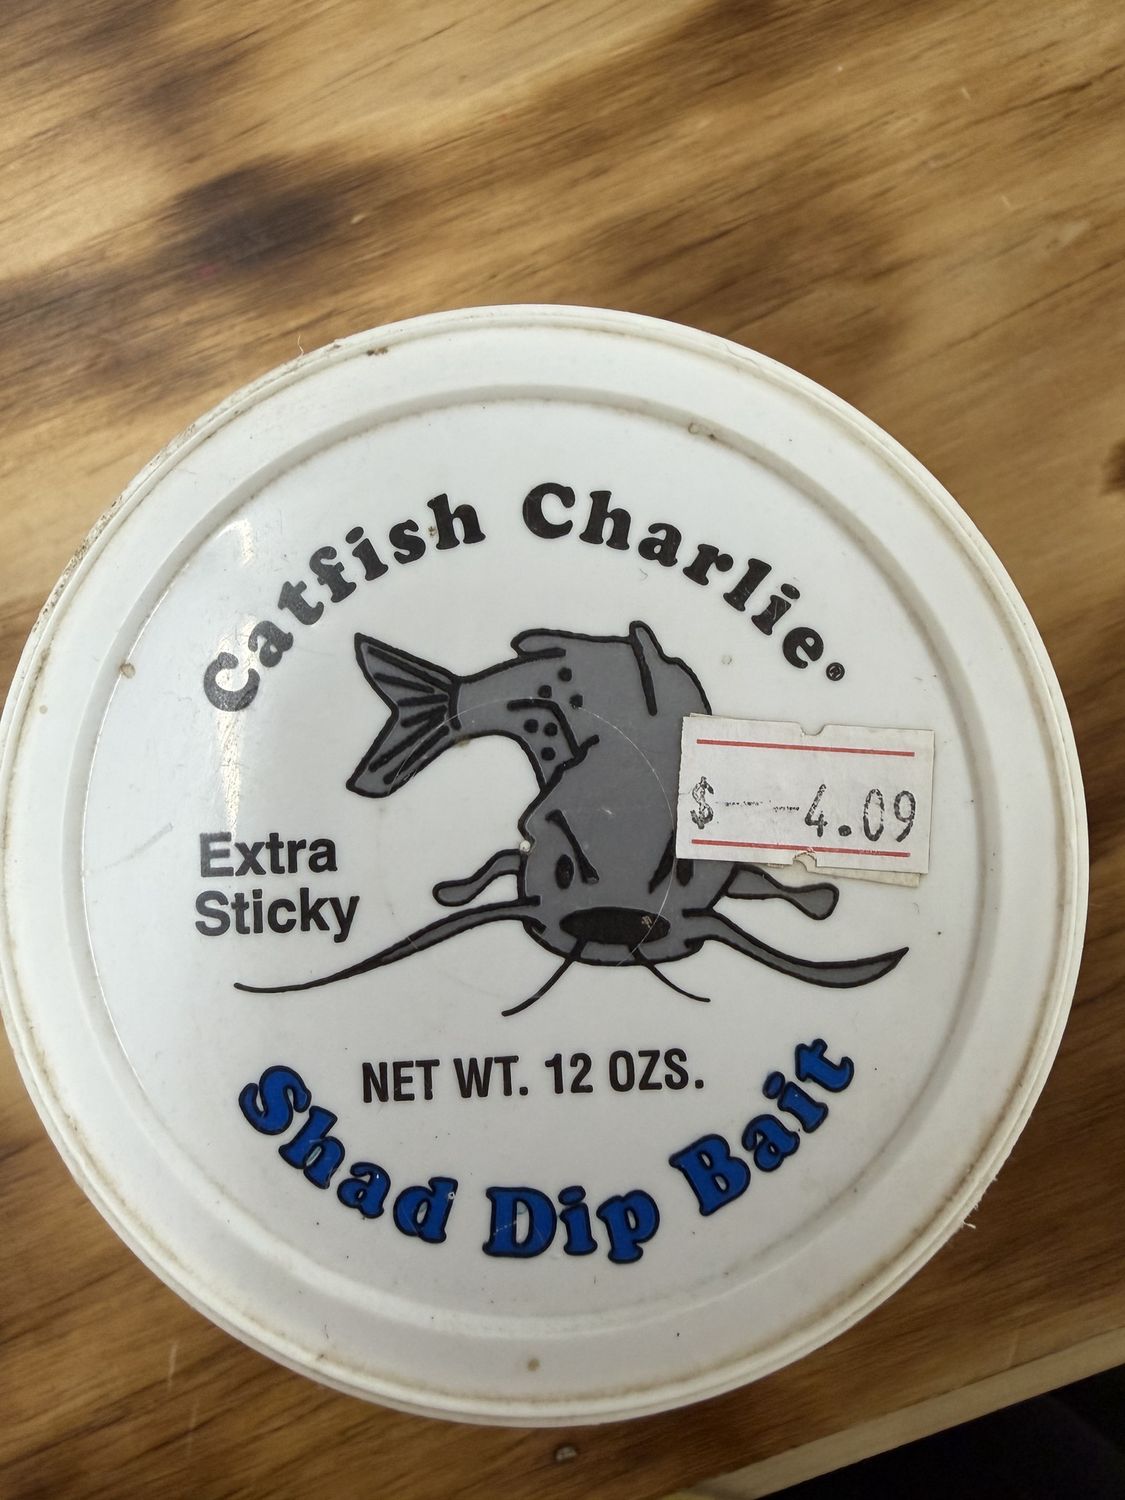 Catfish Charlie®
$ - - - 4.09
Extra
Sticky
NET WT. 12 OZS.
Shad Dip Bait